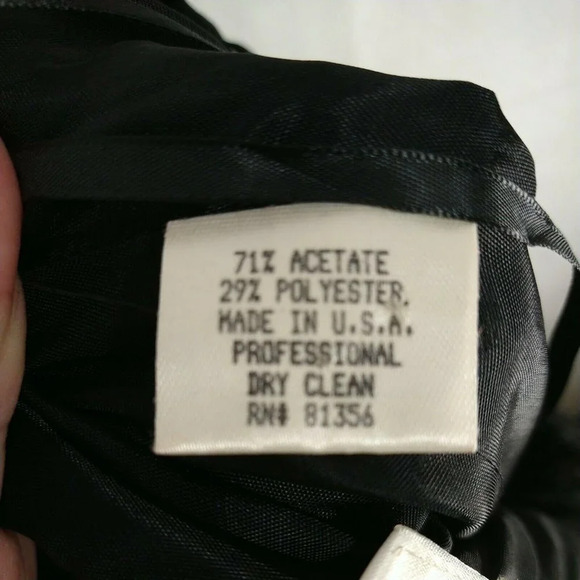 71% ACETATE
29% POLYESTER.
MADE IN U.S.A.
PROFESSIONAL
DRY CLEAN
RN# 81356